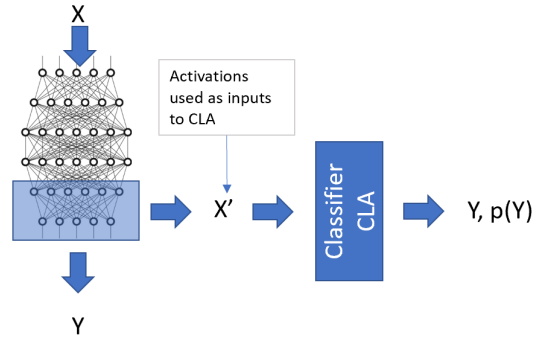 X
Activations
used as inputs
to CLA
X’
Classifier
CLA
Y, p(Y)
Y